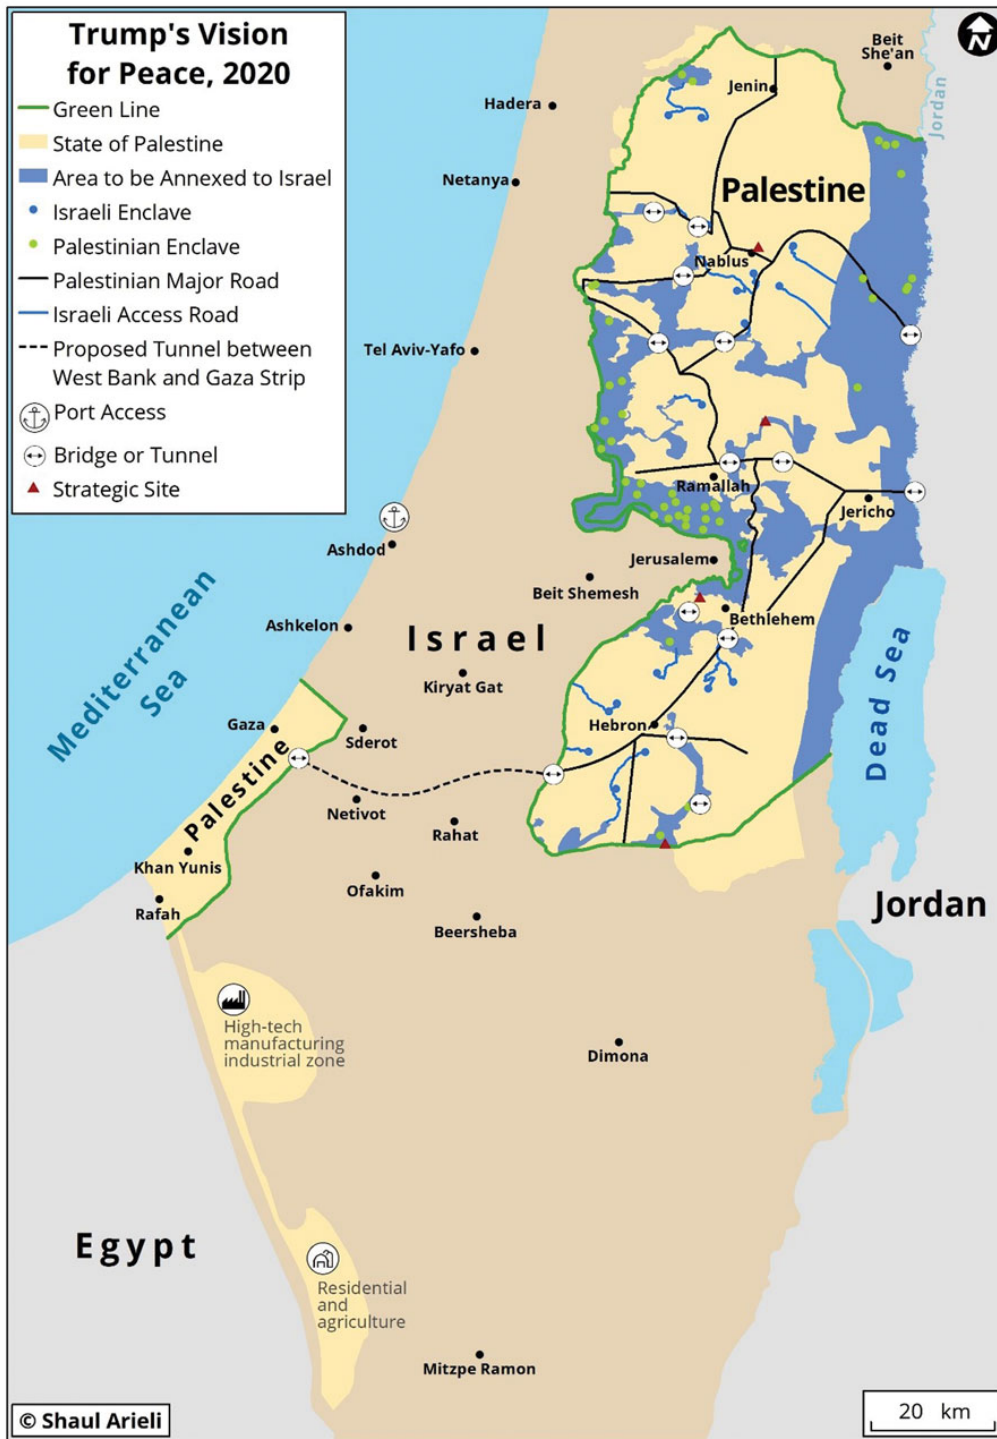 Trump's Vision
for Peace, 2020
Green Line
State of Palestine
Area to be Annexed to Israel
Israeli Enclave
Palestinian Enclave
Palestinian Major Road
Israeli Access Road
Proposed Tunnel between
West Bank and Gaza Strip
Port Access
Bridge or Tunnel
Strategic Site
N
Beit
She'an
Jordan
Hadera
Jenin
Netanya
Palestine
Nablus
Tel Aviv-Yafo
Ramallah
Jericho
Ashdod
Jerusalem
Beit Shemesh
Bethlehem
Mediterranean
Sea
Ashkelon
Israel
Kiryat Gat
Dead Sea
Gaza
Sderot
Hebron
Palestine
Netivot
Rahat
Khan Yunis
Ofakim
Rafah
Beersheba
Jordan
High-tech
manufacturing
industrial zone
Dimona
Egypt
Residential
and
agriculture
Mitzpe Ramon
© Shaul Arieli
20 km